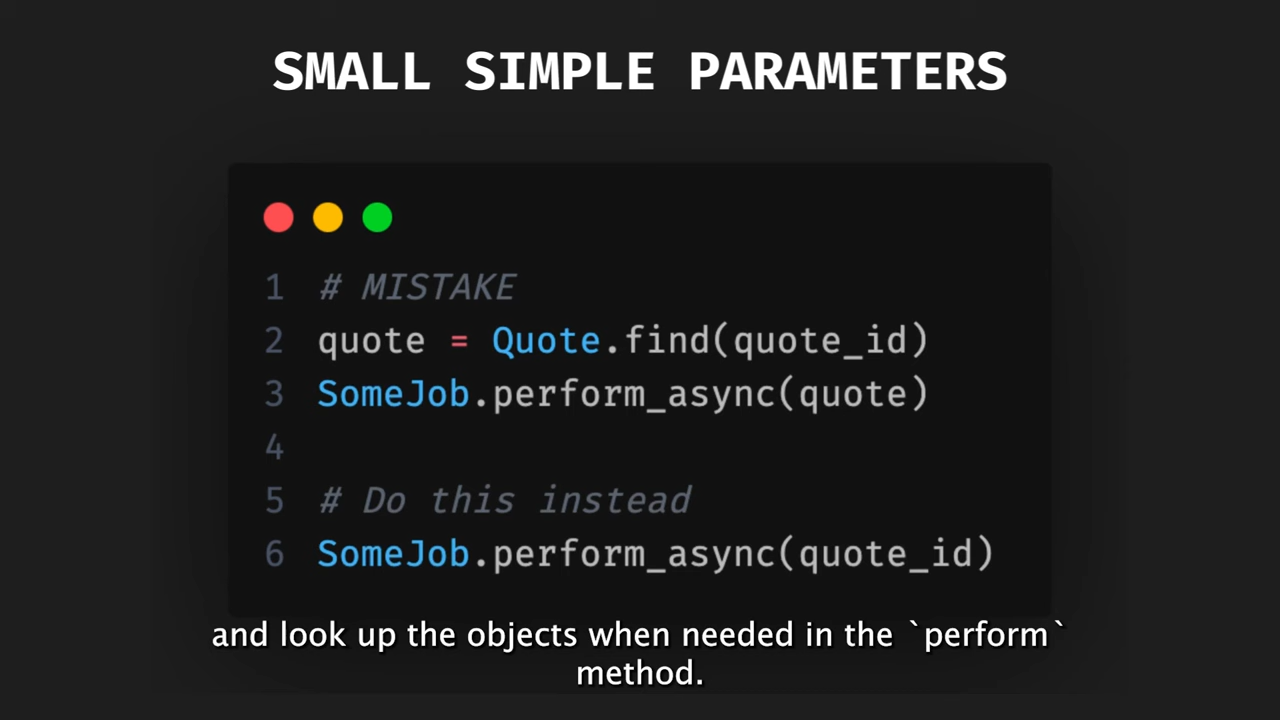 SMALL SIMPLE PARAMETERS
1 # MISTAKE
2 quote = Quote.find(quote_id)
3 SomeJob.perform_async(quote)
4
5 # Do this instead
6 SomeJob.perform_async(quote_id)
and look up the objects when needed in the `perform`
method.